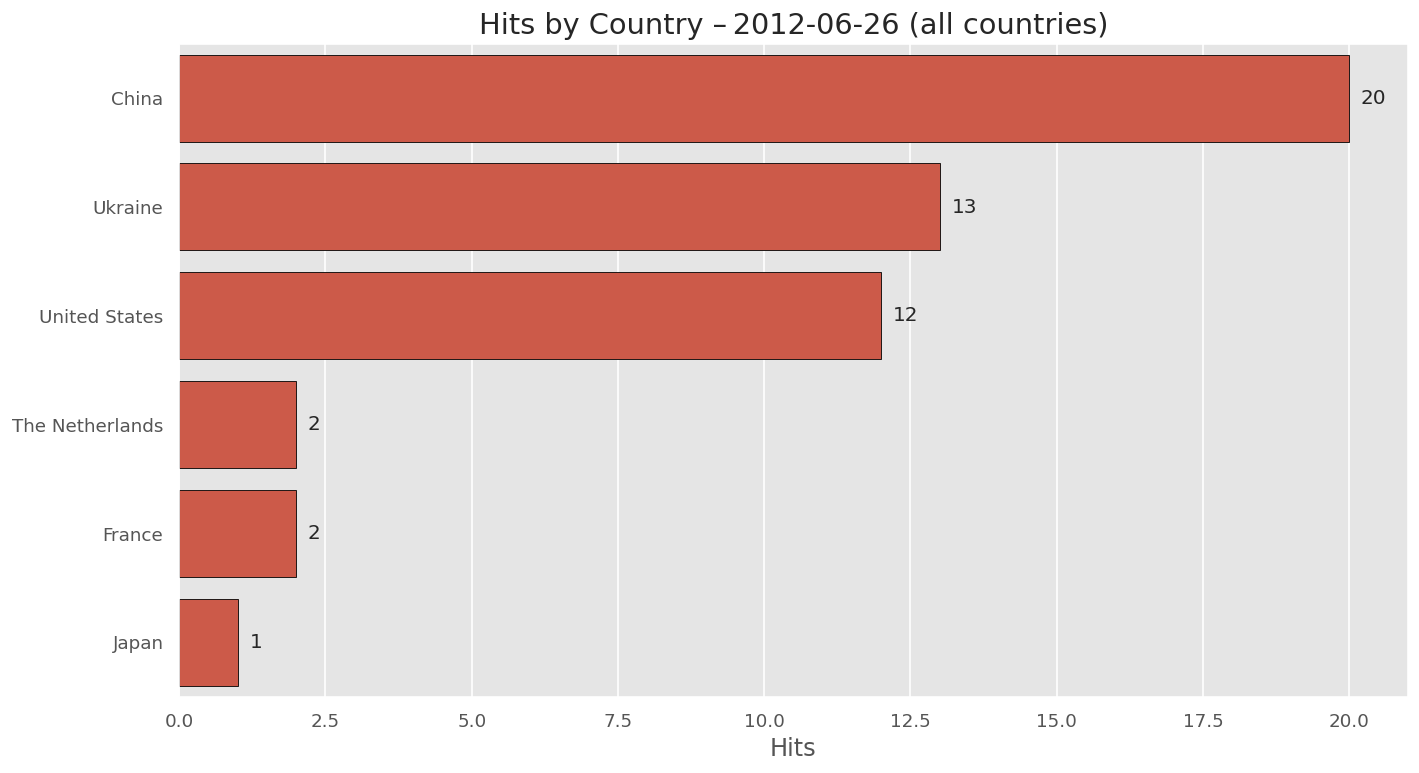 Hits by Country – 2012-06-26 (all countries)
China
20
Ukraine
13
United States
12
The Netherlands
2
France
2
Japan
1
0.0 2.5 5.0 7.5 10.0 12.5 15.0 17.5 20.0
Hits